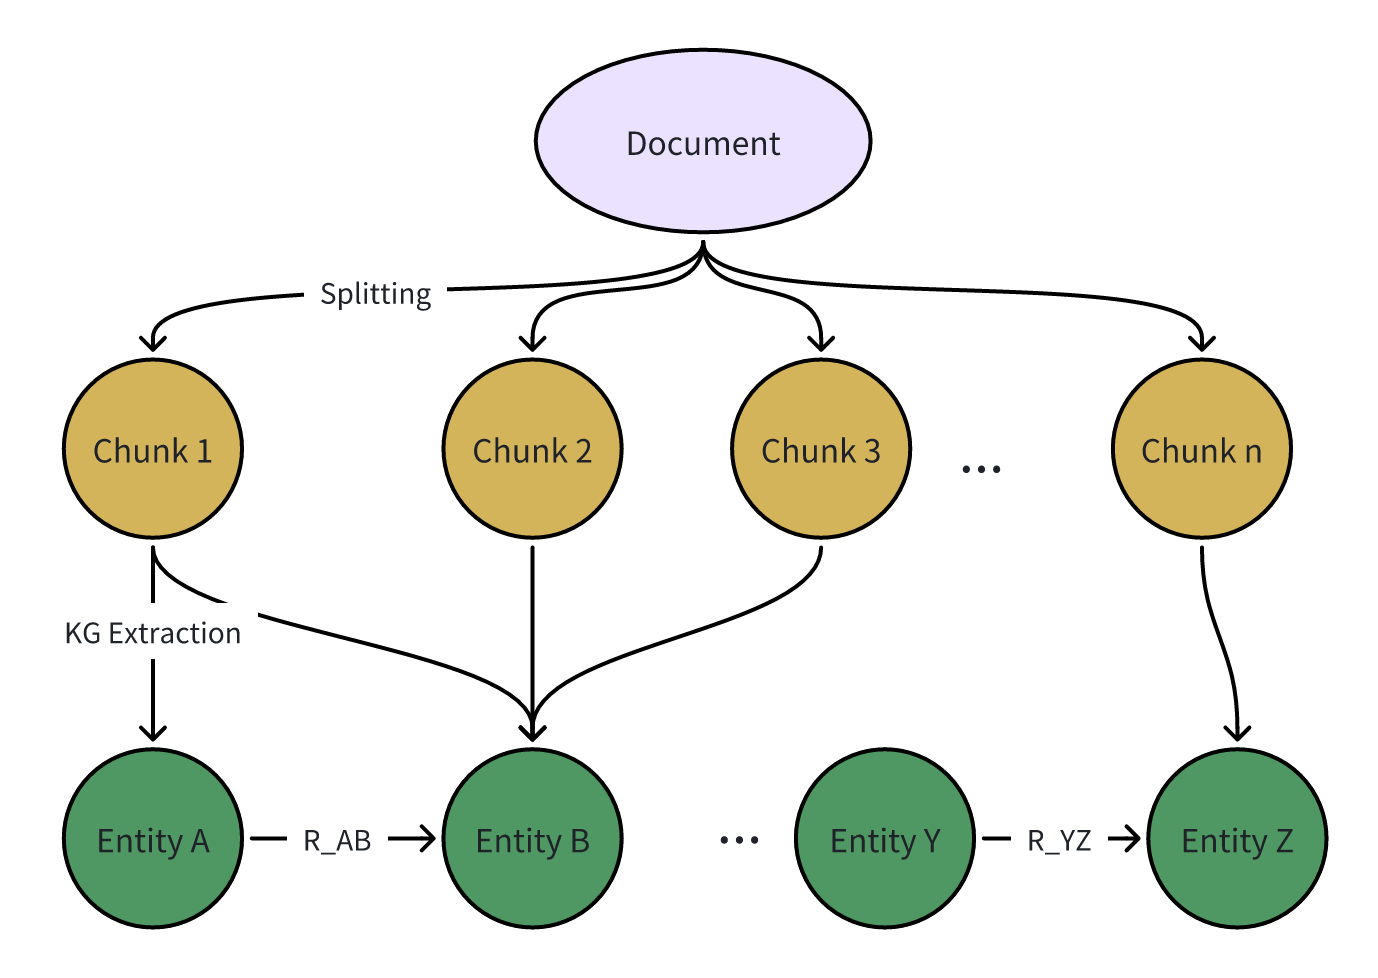 Document
Splitting
Chunk 1
Chunk 2
Chunk 3
...
Chunk n
KG Extraction
Entity A
R_AB
Entity B
...
Entity Y
R_YZ
Entity Z